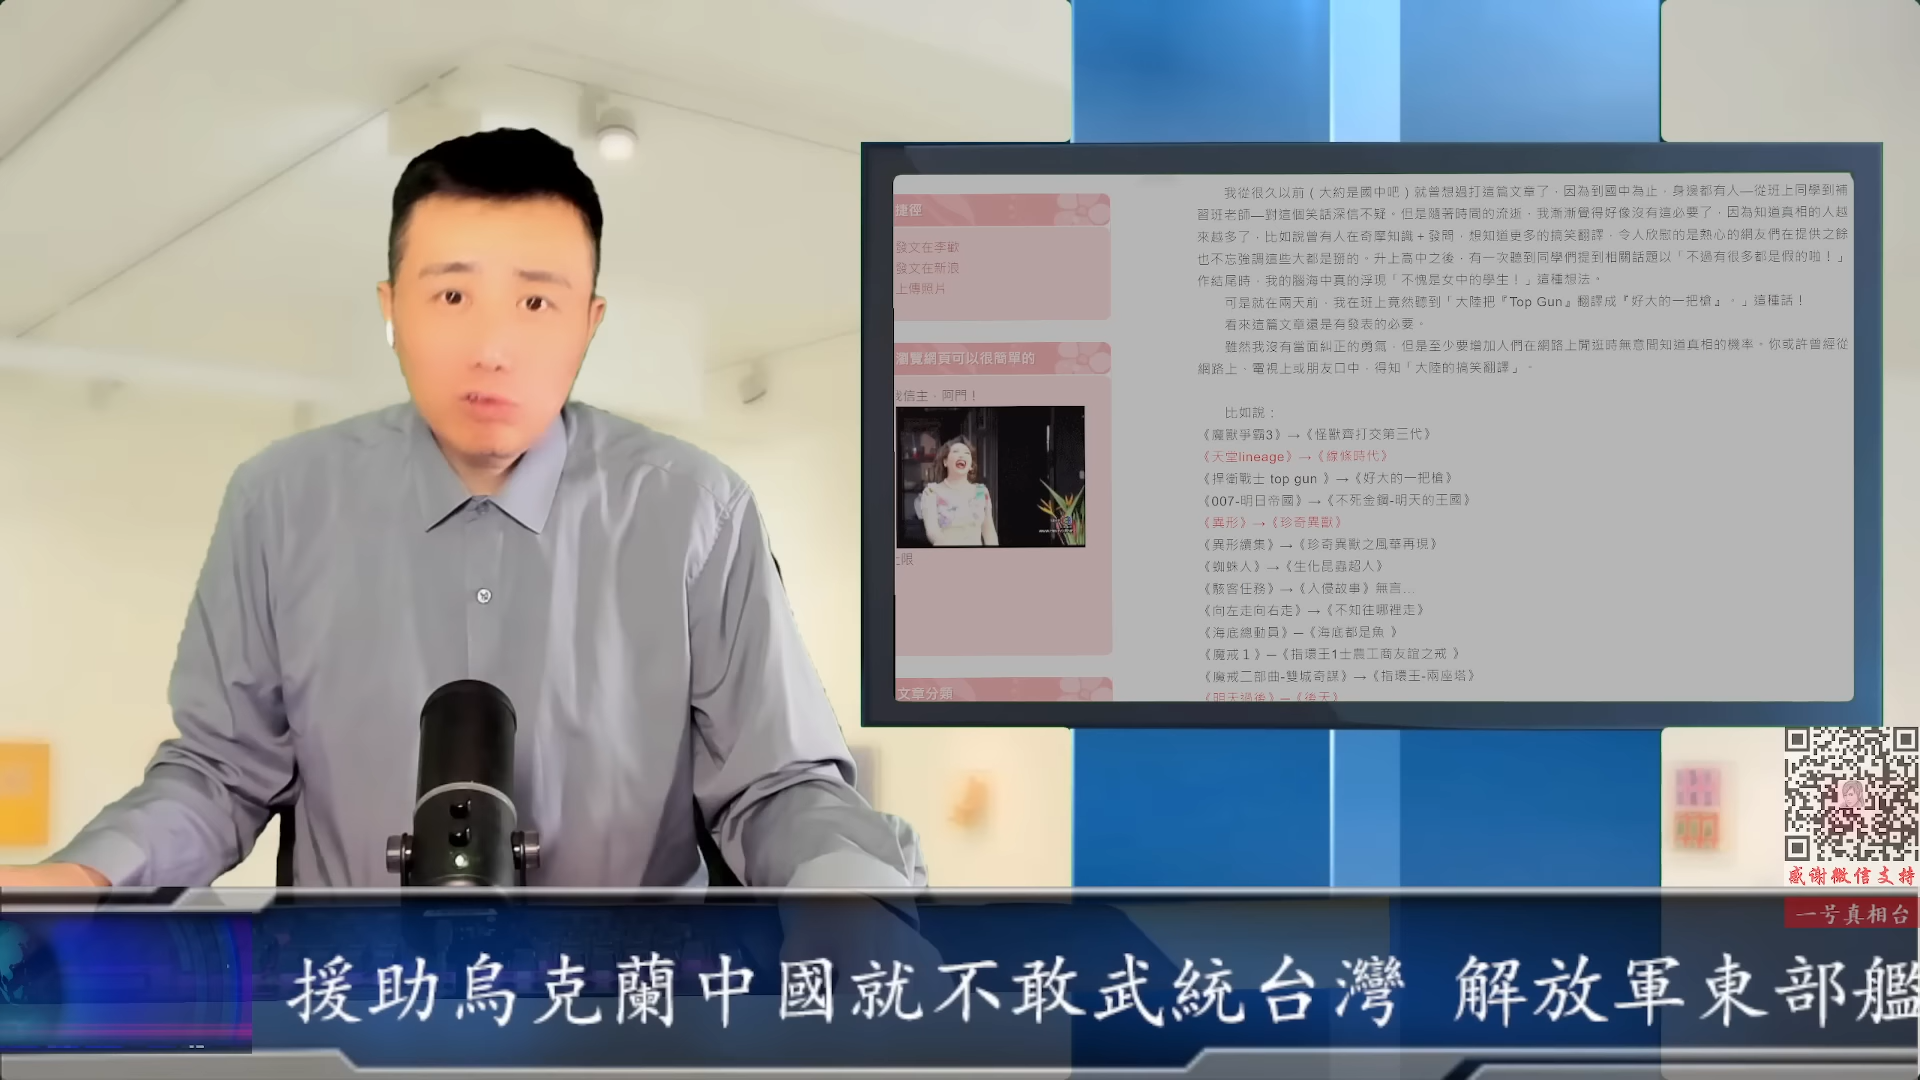 捷徑
發文在李歐
發文在新浪
上傳照片
瀏覽網頁可以很簡單的
我信主，阿門！
上限
文章分類
我從很久以前（大約是國中吧）就曾想過打這篇文章了，因為到國中為止，身邊都有人—從班上同學到補
習班老師—對這個笑話深信不疑。但是隨著時間的流逝，我漸漸覺得好像沒有這必要了，因為知道真相的人越
來越多了，比如說曾有人在奇摩知識＋發問，想知道更多的搞笑翻譯，令人欣慰的是熱心的網友們在提供之餘
也不忘強調這些大都是掰的。升上高中之後，有一次聽到同學們提到相關話題以「不過有很多都是假的啦！」
作結尾時，我的腦海中真的浮現「不愧是女中的學生！」這種想法。
可是就在兩天前，我在班上竟然聽到「大陸把『Top Gun』翻譯成『好大的一把槍』。」這種話！
看來這篇文章還是有發表的必要。
雖然我沒有當面糾正的勇氣，但是至少要增加人們在網路上閒逛時無意間知道真相的機率。你或許曾經從
網路上，電視上或朋友口中，得知「大陸的搞笑翻譯」。
比如說：
《魔獸爭霸3》→《怪獸齊打交第三代》
《天堂lineage》→《線條時代》
《捍衛戰士 top gun 》→《好大的一把槍》
《007-明日帝國》→《不死金鋼-明天的王國》
《異形》→《珍奇異獸》
《異形續集》→《珍奇異獸之風華再現》
《蜘蛛人》→《生化昆蟲超人》
《駭客任務》→《入侵故事》無言...
《向左走向右走》→《不知往哪裡走》
《海底總動員》—《海底都是魚 》
《魔戒１》—《指環王1士農工商友誼之戒 》
《魔戒二部曲-雙城奇謀》→《指環王-兩座塔》
《明天過後》—《後天》
感谢微信支持
一号真相台
援助烏克蘭中國就不敢武統台灣 解放軍東部艦